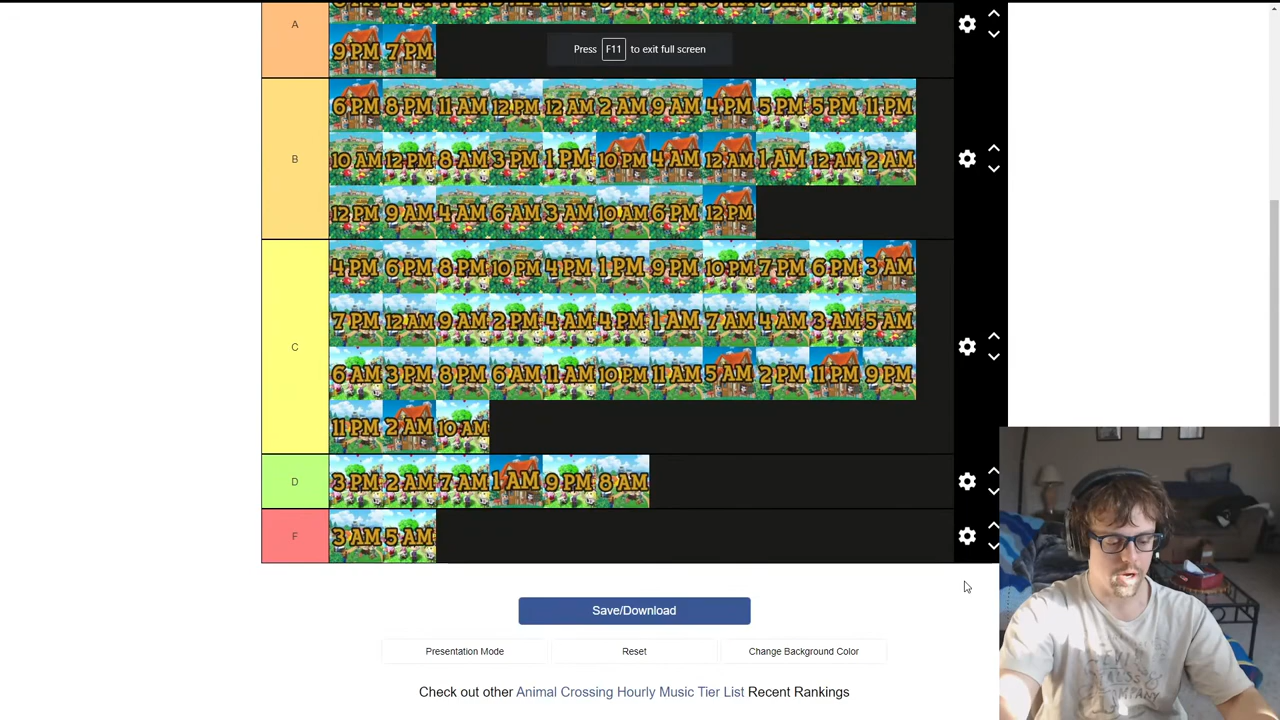 A
9 PM 7 PM
Press F11 to exit full screen
B
6 PM 8 PM 11 AM 12 PM 12 AM 2 AM 9 AM 4 PM 5 PM 5 PM 11 PM
10 AM 12 PM 8 AM 3 PM 1 PM 10 PM 4 AM 12 AM 1 AM 12 AM 2 AM
12 PM 9 AM 4 AM 6 AM 3 AM 10 AM 6 PM 12 PM
C
4 PM 6 PM 8 PM 10 PM 4 PM 1 PM 9 PM 10 PM 7 PM 6 PM 3 AM
7 PM 12 AM 9 AM 2 PM 4 AM 4 PM 1 AM 7 AM 4 AM 3 AM 5 AM
6 AM 3 PM 8 PM 6 AM 11 AM 10 PM 11 AM 5 AM 2 PM 11 PM 9 PM
11 PM 2 AM 10 AM
D
3 PM 2 AM 7 AM 1 AM 9 PM 8 AM
F
3 AM 5 AM
Save/Download
Presentation Mode Reset Change Background Color
Check out other Animal Crossing Hourly Music Tier List Recent Rankings